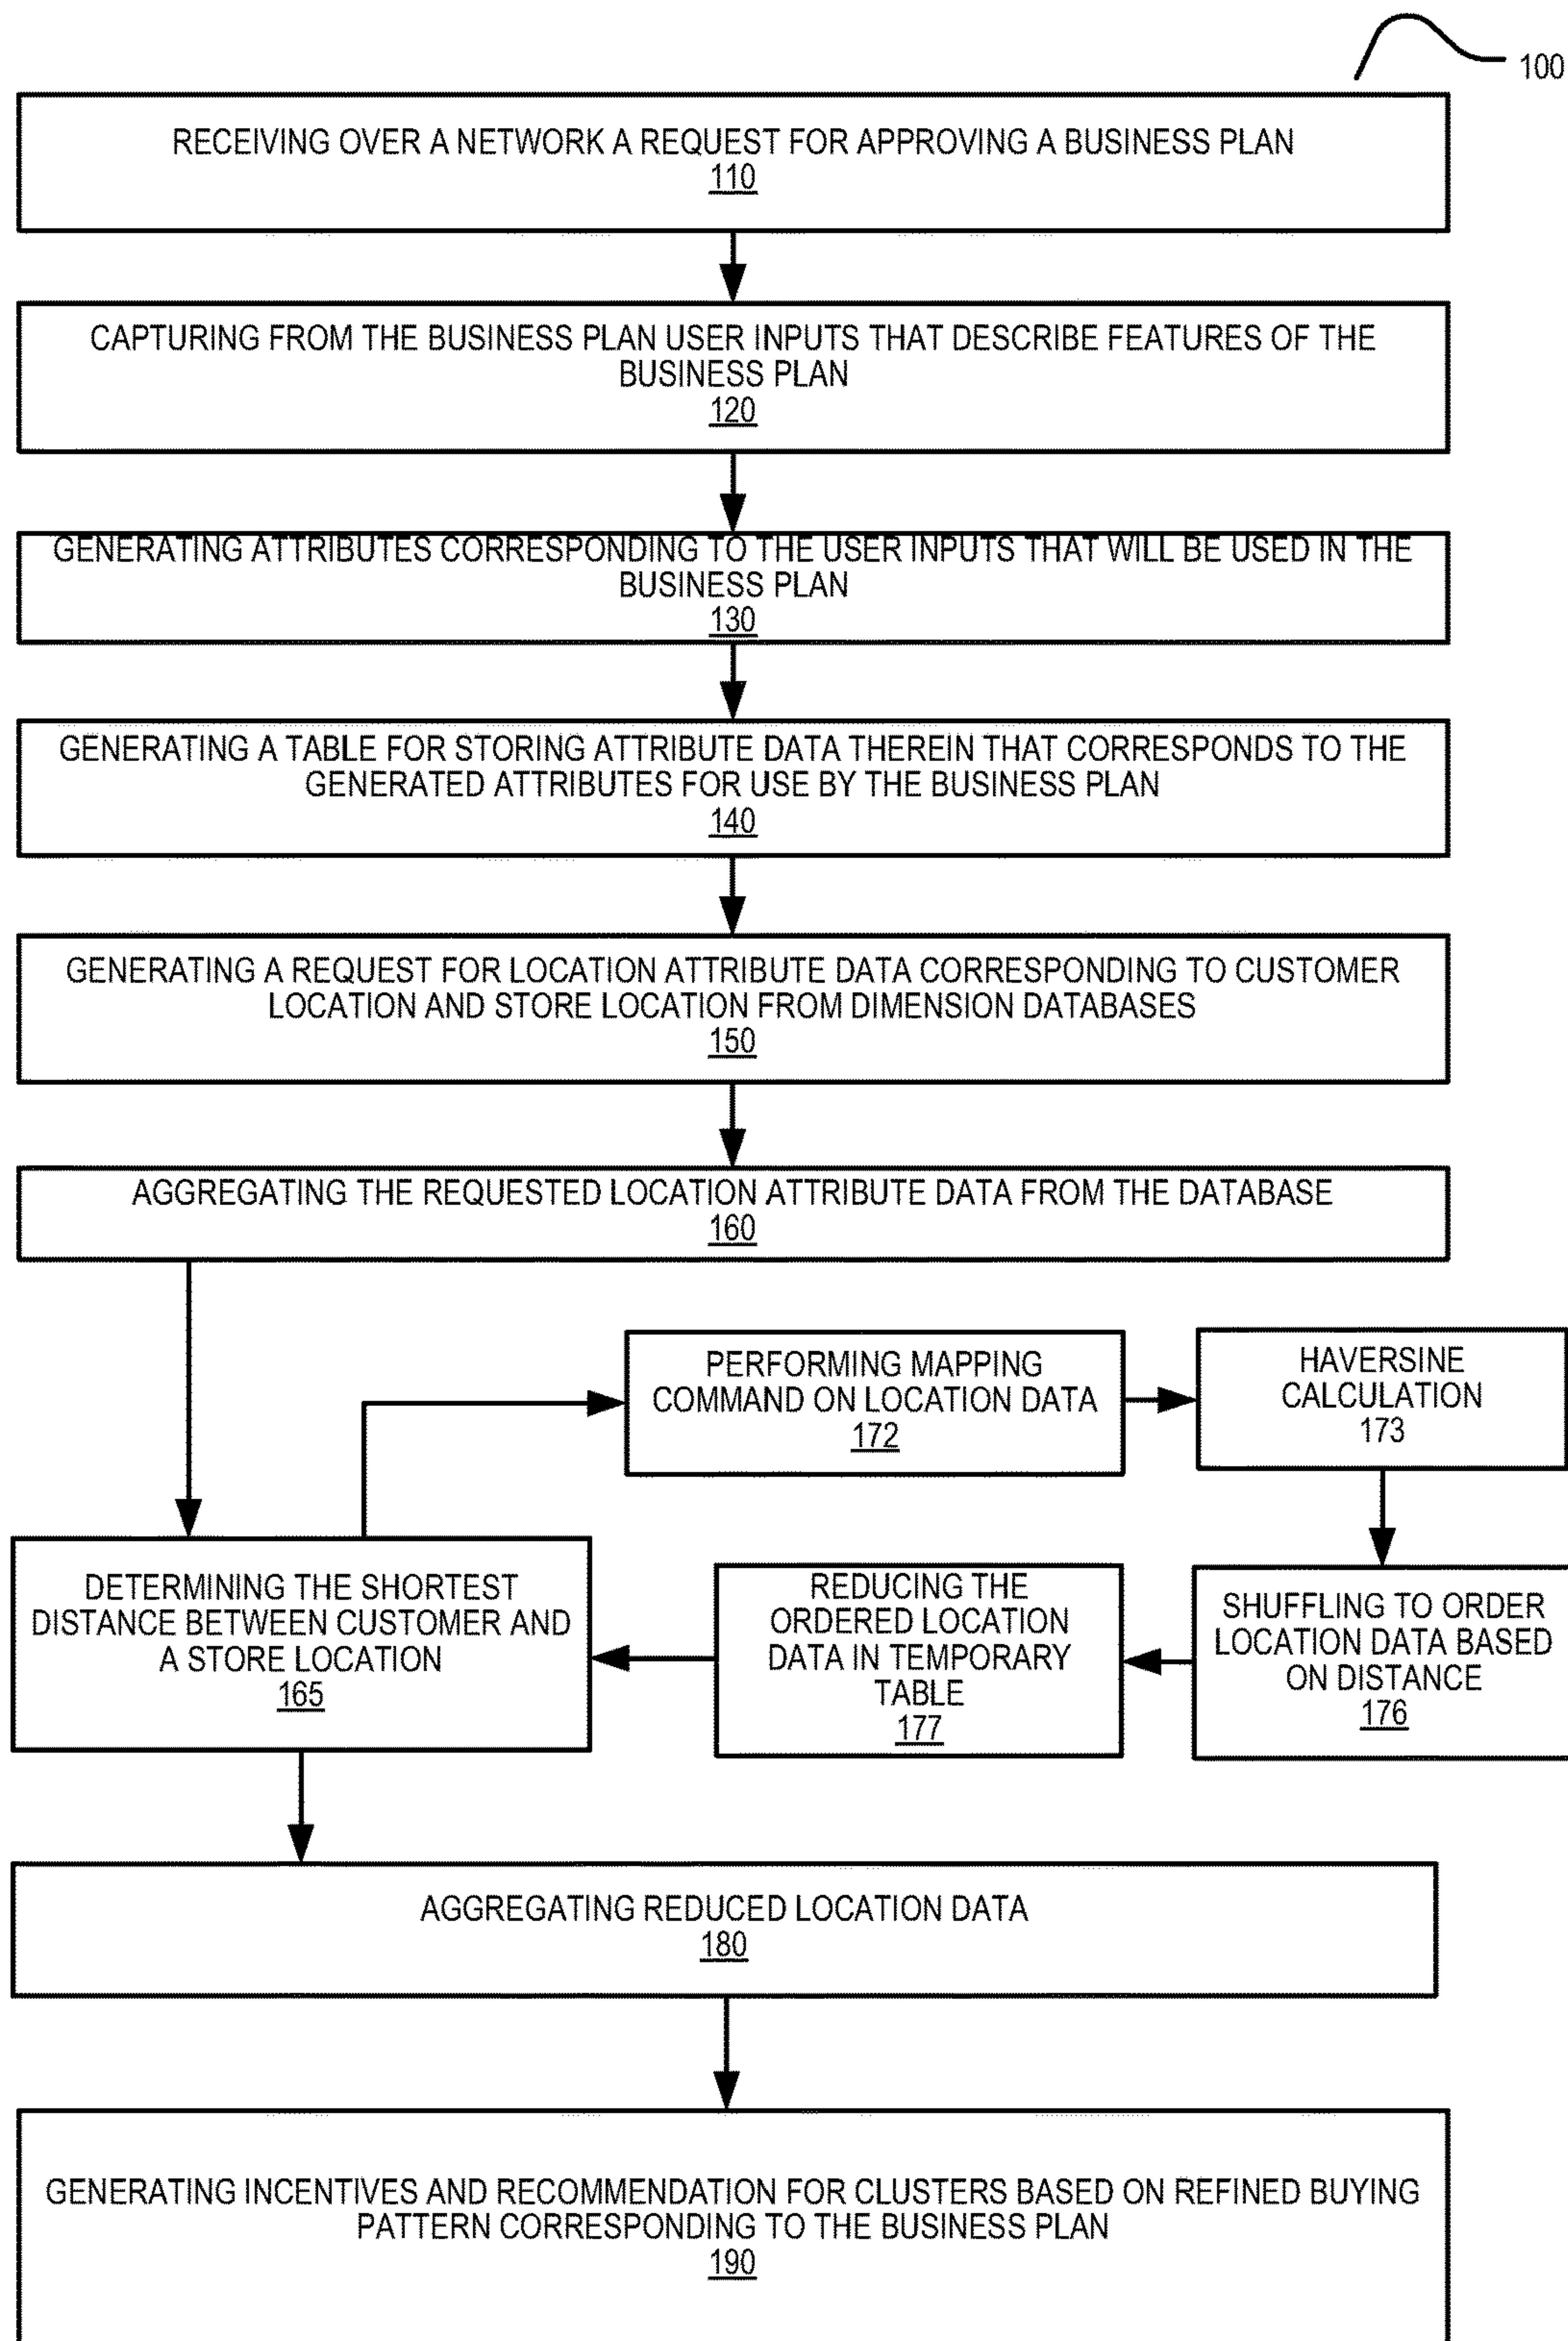 100
RECEIVING OVER A NETWORK A REQUEST FOR APPROVING A BUSINESS PLAN
110
CAPTURING FROM THE BUSINESS PLAN USER INPUTS THAT DESCRIBE FEATURES OF THE
BUSINESS PLAN
120
GENERATING ATTRIBUTES CORRESPONDING TO THE USER INPUTS THAT WILL BE USED IN THE
BUSINESS PLAN
130
GENERATING A TABLE FOR STORING ATTRIBUTE DATA THEREIN THAT CORRESPONDS TO THE
GENERATED ATTRIBUTES FOR USE BY THE BUSINESS PLAN
140
GENERATING A REQUEST FOR LOCATION ATTRIBUTE DATA CORRESPONDING TO CUSTOMER
LOCATION AND STORE LOCATION FROM DIMENSION DATABASES
150
AGGREGATING THE REQUESTED LOCATION ATTRIBUTE DATA FROM THE DATABASE
160
PERFORMING MAPPING
COMMAND ON LOCATION DATA
172
HAVERSINE
CALCULATION
173
DETERMINING THE SHORTEST
DISTANCE BETWEEN CUSTOMER AND
A STORE LOCATION
165
REDUCING THE
ORDERED LOCATION
DATA IN TEMPORARY
TABLE
177
SHUFFLING TO ORDER
LOCATION DATA BASED
ON DISTANCE
176
AGGREGATING REDUCED LOCATION DATA
180
GENERATING INCENTIVES AND RECOMMENDATION FOR CLUSTERS BASED ON REFINED BUYING
PATTERN CORRESPONDING TO THE BUSINESS PLAN
190